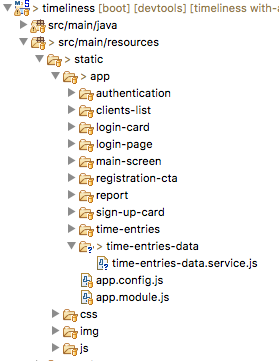 > timeliness [boot] [devtools] [timeliness with-
src/main/java
> src/main/resources
> static
> app
authentication
clients-list
login-card
login-page
main-screen
registration-cta
report
sign-up-card
time-entries
> time-entries-data
time-entries-data.service.js
app.config.js
app.module.js
css
img
js